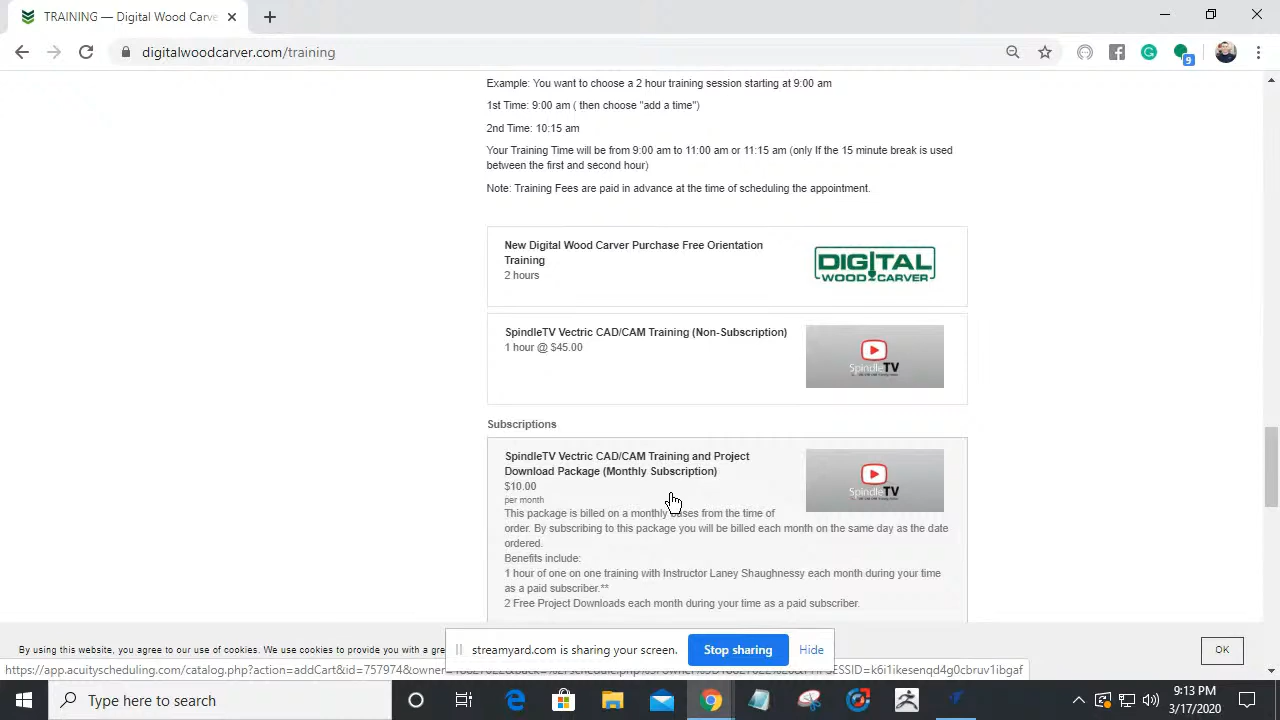 TRAINING — Digital Wood Carve
digitalwoodcarver.com/training
9
Example: You want to choose a 2 hour training session starting at 9:00 am
1st Time: 9:00 am ( then choose "add a time")
2nd Time: 10:15 am
Your Training Time will be from 9:00 am to 11:00 am or 11:15 am (only If the 15 minute break is used
between the first and second hour)
Note: Training Fees are paid in advance at the time of scheduling the appointment.
New Digital Wood Carver Purchase Free Orientation
Training
2 hours
DIGITAL
WOOD CARVER
SpindleTV Vectric CAD/CAM Training (Non-Subscription)
1 hour @ $45.00
SpindleTV
Subscriptions
SpindleTV Vectric CAD/CAM Training and Project
Download Package (Monthly Subscription)
$10.00
per month
SpindleTV
This package is billed on a monthly bases from the time of
order. By subscribing to this package you will be billed each month on the same day as the date
ordered.
Benefits include:
1 hour of one on one training with Instructor Laney Shaughnessy each month during your time
as a paid subscriber.**
2 Free Project Downloads each month during your time as a paid subscriber.
By using this website, you agree to our use of cookies. We use cookies to provide you with a gre
streamyard.com is sharing your screen.
Stop sharing
Hide
OK
Type here to search
9:13 PM
3/17/2020